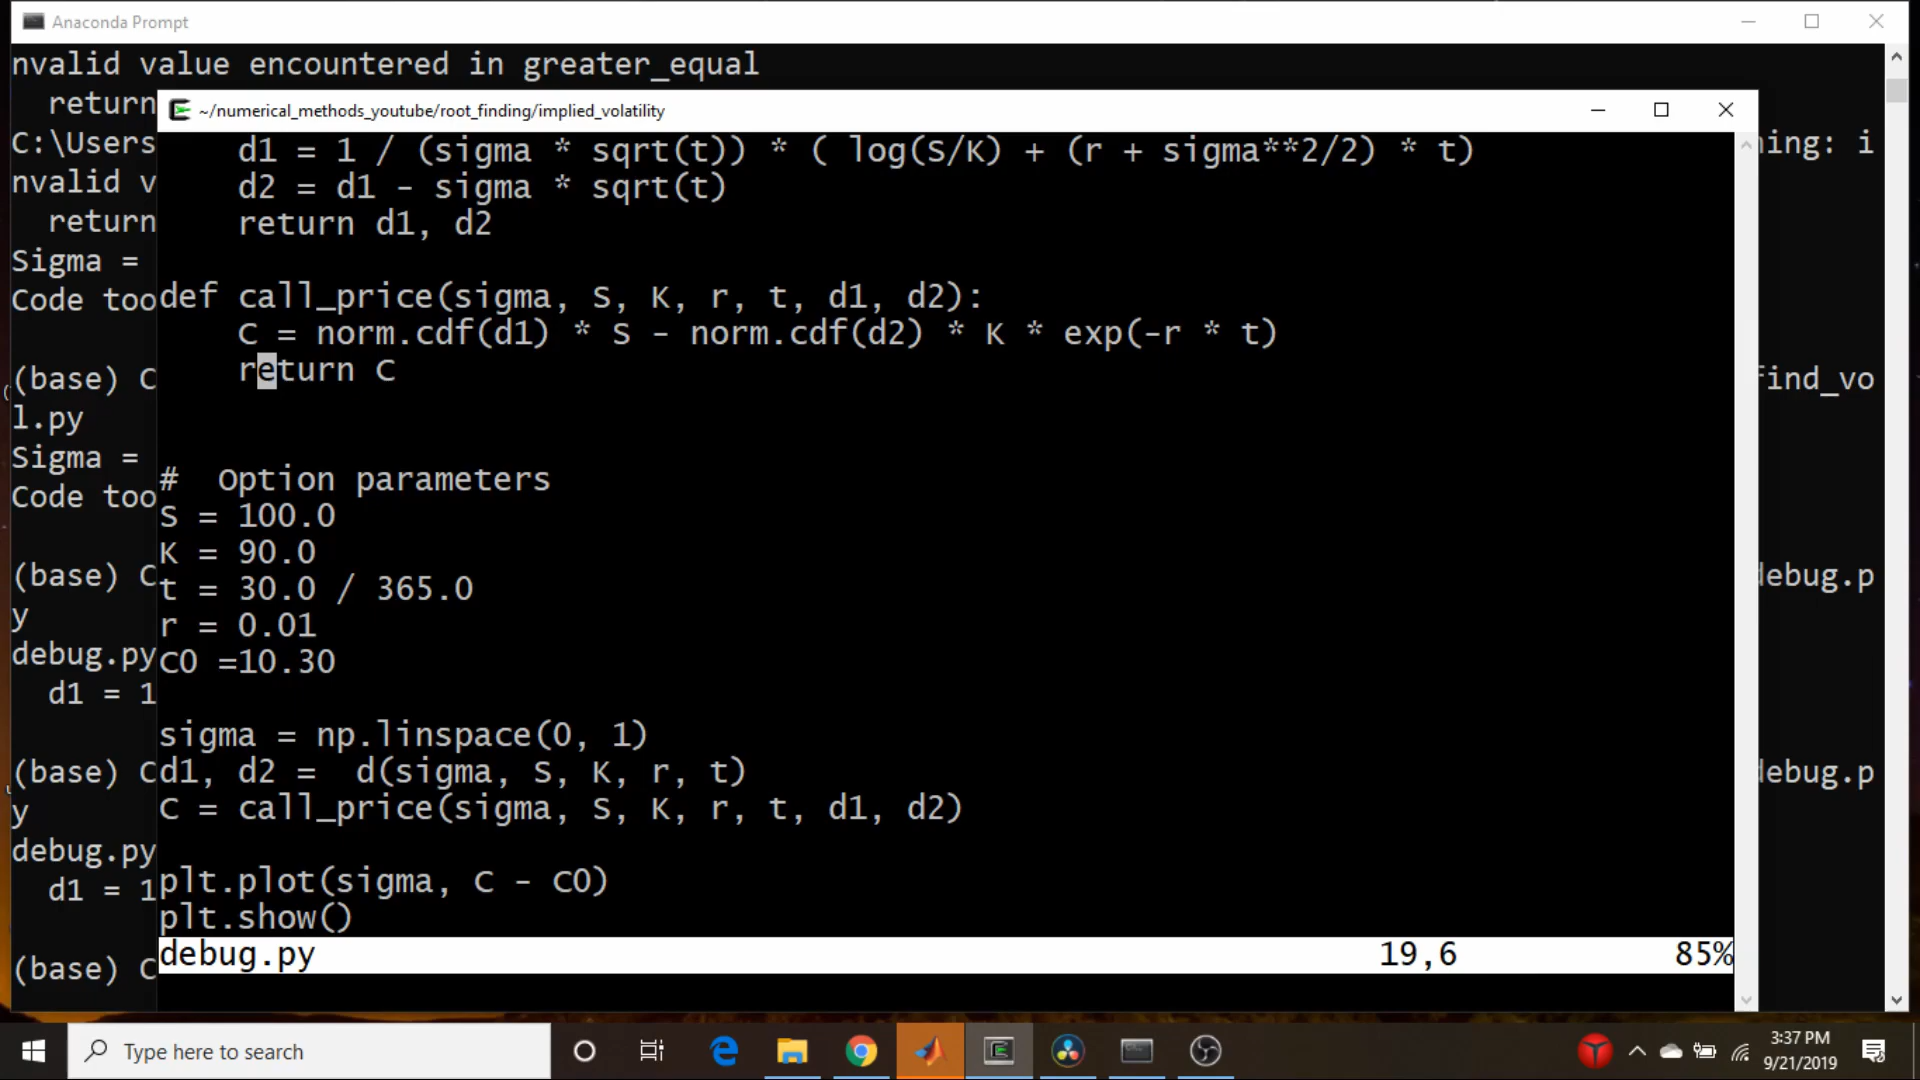 Anaconda Prompt
nvalid value encountered in greater_equal
return
~/numerical_methods_youtube/root_finding/implied_volatility
C:\Users
ning: i
nvalid v
return
Sigma =
Code too
(base) C
find_vo
l.py
Sigma =
Code too
(base) C
debug.p
y
debug.py
d1 = 1
(base) C
debug.p
y
debug.py
d1 = 1
(base) C
d1 = 1 / (sigma * sqrt(t)) * ( log(S/K) + (r + sigma**2/2) * t)
d2 = d1 - sigma * sqrt(t)
return d1, d2
def call_price(sigma, S, K, r, t, d1, d2):
C = norm.cdf(d1) * S - norm.cdf(d2) * K * exp(-r * t)
return C
#  Option parameters
S = 100.0
K = 90.0
t = 30.0 / 365.0
r = 0.01
C0 =10.30
sigma = np.linspace(0, 1)
d1, d2 =  d(sigma, S, K, r, t)
C = call_price(sigma, S, K, r, t, d1, d2)
plt.plot(sigma, C - C0)
plt.show()
debug.py 19,6 85%
Type here to search
3:37 PM
9/21/2019